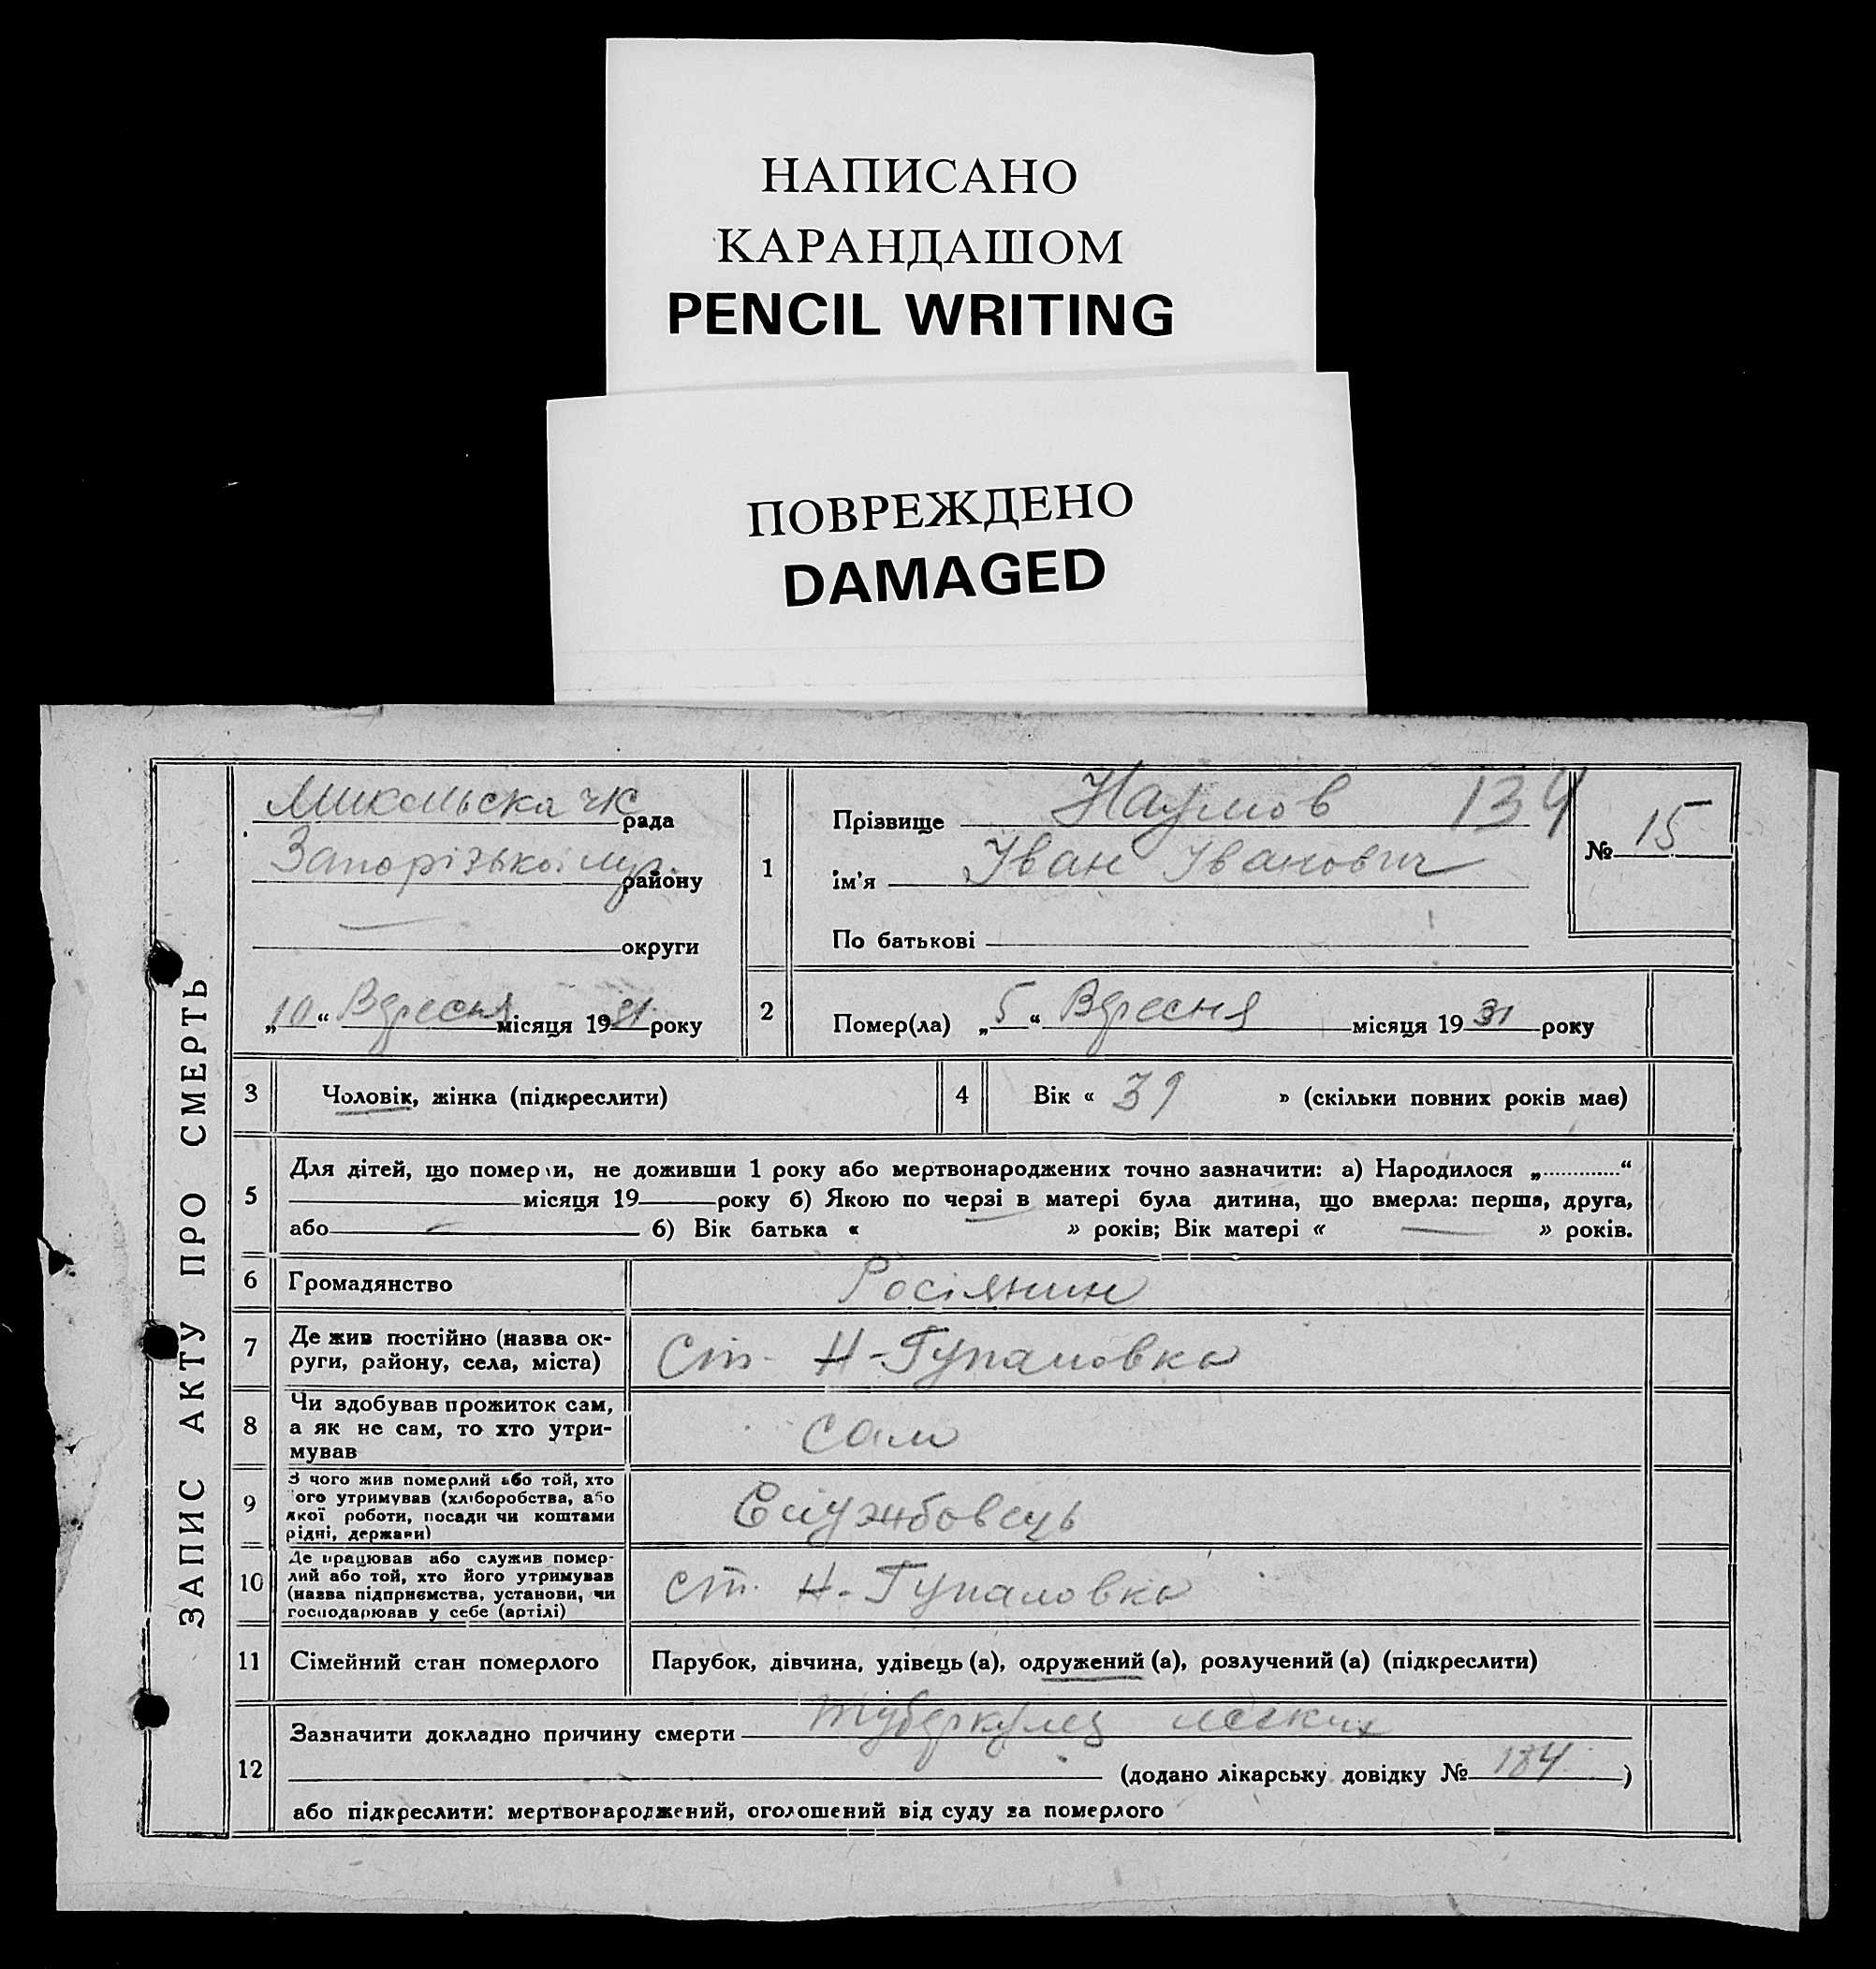 НАПИСАНО
КАРАНДАШОМ
PENCIL WRITING
ПОВРЕЖДЕНО
DAMAGED
ЗАПИС АКТУ ПРО СМЕРТЬ
Микольска рада
Запорізької району
— округи
„10“ Вересня місяця 1931 року
1
Прізвище Наумов 134
ім'я Іван Іванович
По батькові
№ 15
2
Помер(ла) „5“ Вересня місяця 1931 року
3 Чоловік, жінка (підкреслити)
4 Вік « 39 » (скільки повних років має)
5
Для дітей, що померли, не доживши 1 року або мертвонароджених точно зазначити: а) Народилося „............“
місяця 19 року б) Якою по черзі в матері була дитина, що вмерла: перша, друга,
або — б) Вік батька « — » років; Вік матері « — » років.
6 Громадянство Росіянин
7 Де жив постійно (назва ок-
руги, району, села, міста)
ст. Н-Гупаловка
8 Чи здобував прожиток сам,
а як не сам, то хто утри-
мував
сам
9 З чого жив померлий або той, хто
його утримував (хліборобства, або
якої роботи, посади чи коштами
рідні, держави)
Службовець
10 Де працював або служив помер-
лий або той, хто його утримував
(назва підприємства, установи, чи
господарював у себе (артілі)
ст. Н-Гупаловка
11 Сімейний стан померлого Парубок, дівчина, удівець (а), одружений (а), розлучений (а) (підкреслити)
12
Зазначити докладно причину смерти туберкулез легких
(додано лікарську довідку № 184)
або підкреслити: мертвонароджений, оголошений від суду за померлого